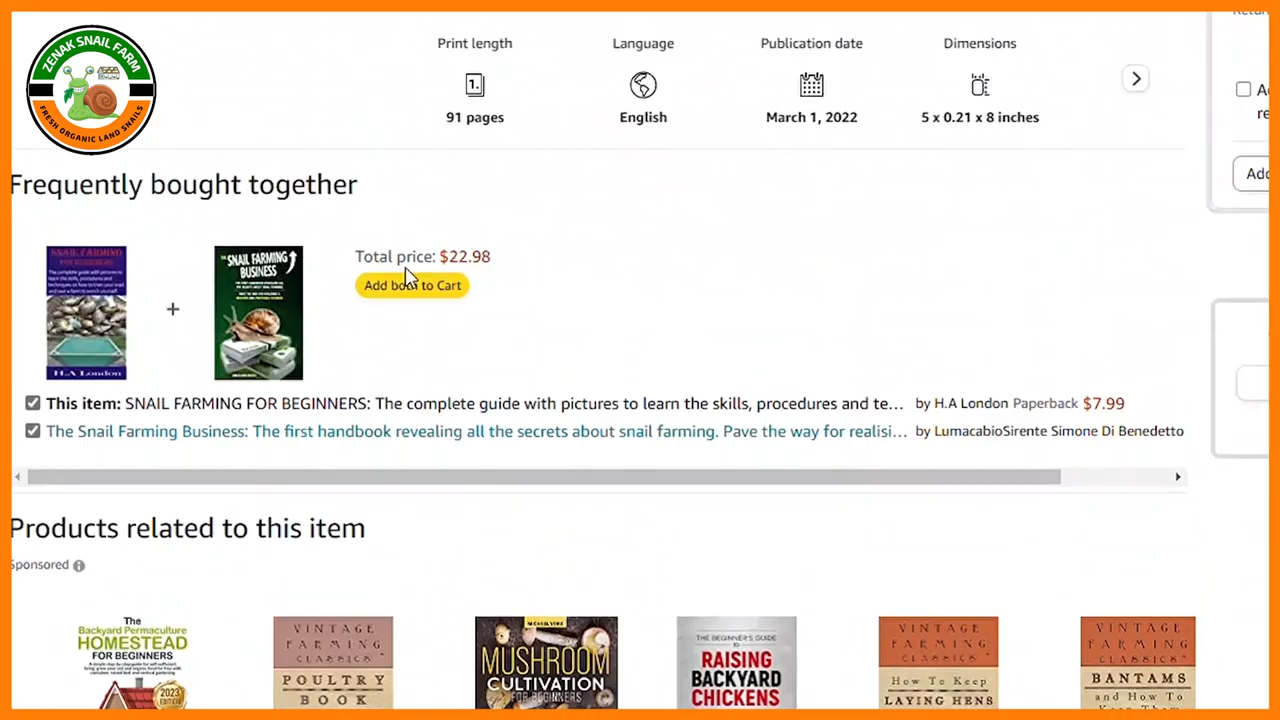 ZENAK SNAIL FARM
FRESH ORGANIC LAND SNAILS
Print length
Language
Publication date
Dimensions
1.
91 pages
English
March 1, 2022
5 x 0.21 x 8 inches
Frequently bought together
SNAIL FARMING
FOR BEGINNERS
H.A London
+
THE SNAIL FARMING
BUSINESS
Total price: $22.98
Add both to Cart
This item: SNAIL FARMING FOR BEGINNERS: The complete guide with pictures to learn the skills, procedures and te... by H.A London Paperback $7.99
The Snail Farming Business: The first handbook revealing all the secrets about snail farming. Pave the way for realisi... by LumacabioSirente Simone Di Benedetto
Products related to this item
Sponsored
The
Backyard Permaculture
HOMESTEAD
FOR BEGINNERS
2023
EDITION
VINTAGE
FARMING
CLASSICS
POULTRY
BOOK
MUSHROOM
CULTIVATION
FOR BEGINNERS
THE BEGINNER'S GUIDE
TO
RAISING
BACKYARD
CHICKENS
VINTAGE
FARMING
CLASSICS
How To Keep
LAYING HENS
VINTAGE
FARMING
CLASSICS
BANTAMS
and How To
Keep Them